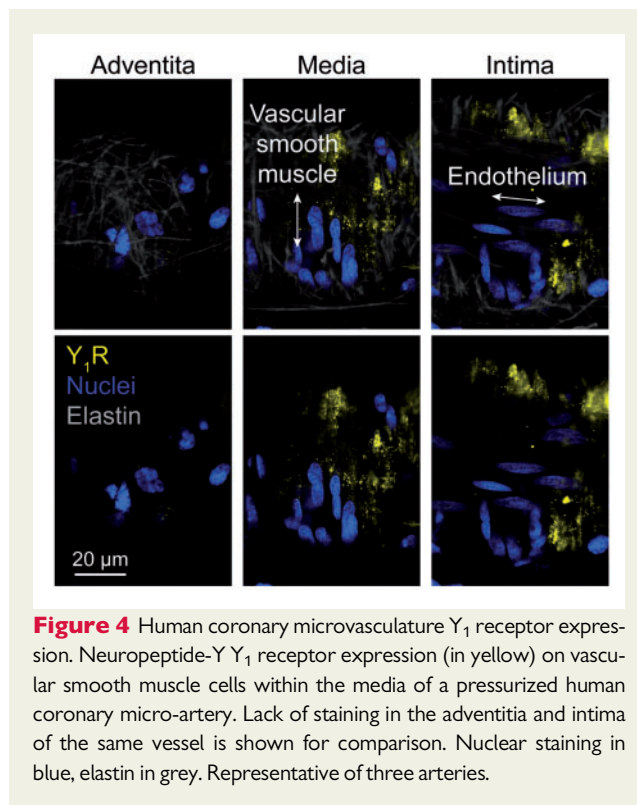 Adventita
Media
Intima
Vascular
smooth
muscle
Endothelium
Y₁R
Nuclei
Elastin
20 μm
Figure 4 Human coronary microvasculature Y₁ receptor expres-
sion. Neuropeptide-Y Y₁ receptor expression (in yellow) on vascu-
lar smooth muscle cells within the media of a pressurized human
coronary micro-artery. Lack of staining in the adventitia and intima
of the same vessel is shown for comparison. Nuclear staining in
blue, elastin in grey. Representative of three arteries.